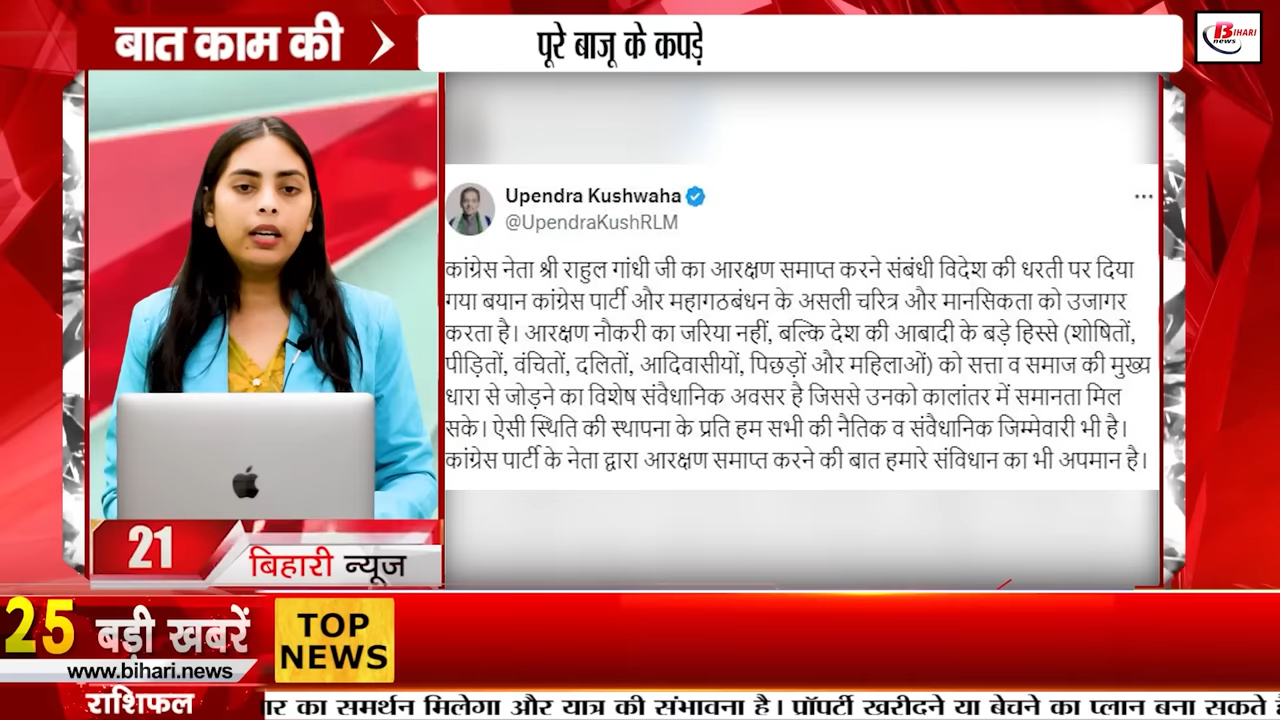 बात काम की
पूरे बाजू के कपड़े
BIHARI
news
Upendra Kushwaha
@UpendraKushRLM
कांग्रेस नेता श्री राहुल गांधी जी का आरक्षण समाप्त करने संबंधी विदेश की धरती पर दिया
गया बयान कांग्रेस पार्टी और महागठबंधन के असली चरित्र और मानसिकता को उजागर
करता है। आरक्षण नौकरी का जरिया नहीं, बल्कि देश की आबादी के बड़े हिस्से (शोषितों,
पीड़ितों, वंचितों, दलितों, आदिवासीयों, पिछड़ों और महिलाओं) को सत्ता व समाज की मुख्य
धारा से जोड़ने का विशेष संवैधानिक अवसर है जिससे उनको कालांतर में समानता मिल
सके। ऐसी स्थिति की स्थापना के प्रति हम सभी की नैतिक व संवैधानिक जिम्मेवारी भी है।
कांग्रेस पार्टी के नेता द्वारा आरक्षण समाप्त करने की बात हमारे संविधान का भी अपमान है।
21
बिहारी न्यूज
25 बड़ी खबरें
www.bihari.news
TOP
NEWS
राशिफल
का समर्थन मिलेगा और यात्र की संभावना है। प्रॉपर्टी खरीदने या बेचने का प्लान बना सकते